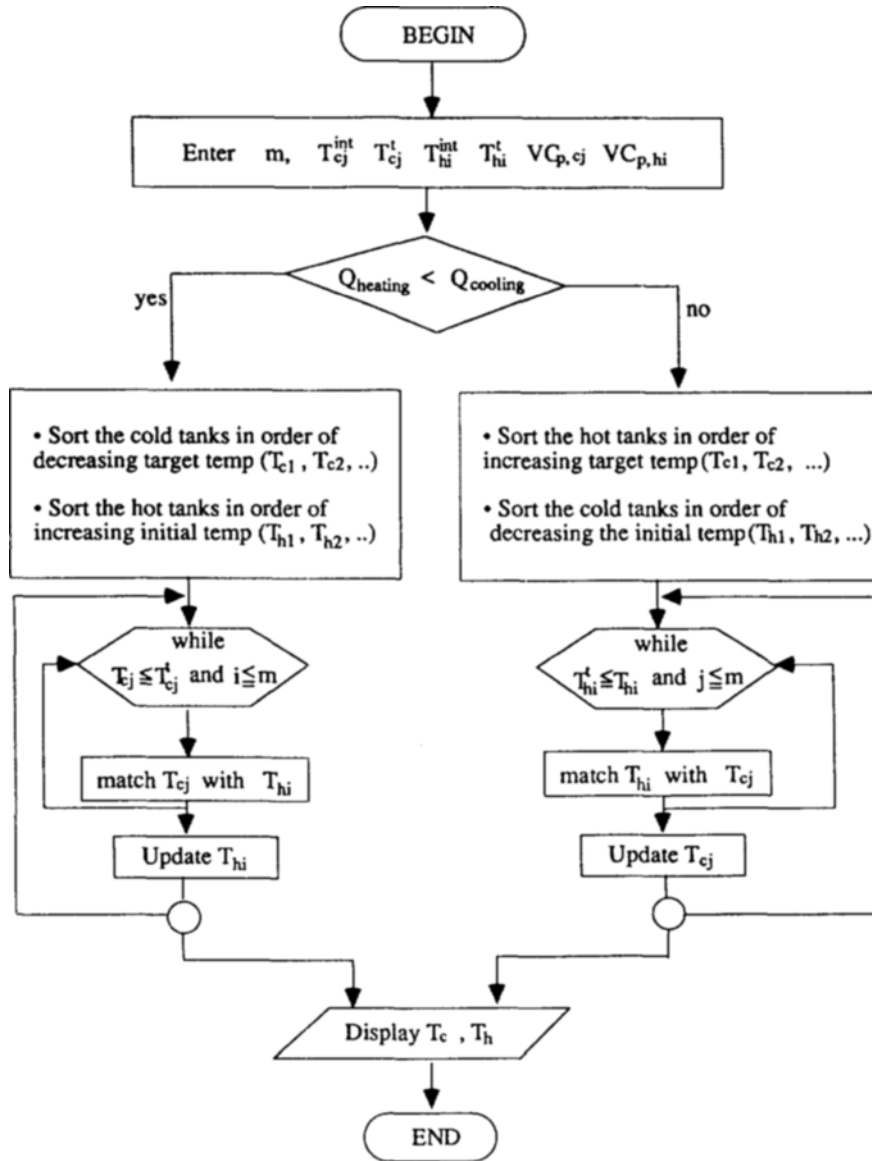 BEGIN
Enter m, T_cj^int T_cj^t T_hi^int T_hi^t VC_p,cj VC_p,hi
Q_heating < Q_cooling
yes
no
• Sort the cold tanks in order of
decreasing target temp (T_c1 , T_c2, ..)
• Sort the hot tanks in order of
increasing initial temp (T_h1 , T_h2, ..)
• Sort the hot tanks in order of
increasing target temp(T_c1 , T_c2, ...)
• Sort the cold tanks in order of
decreasing the initial temp(T_h1, T_h2, ...)
while
T_cj ≦ T_cj^t and i ≦ m
match T_cj with T_hi
Update T_hi
while
T_hi^t ≦ T_hi and j ≦ m
match T_hi with T_cj
Update T_cj
Display T_c , T_h
END